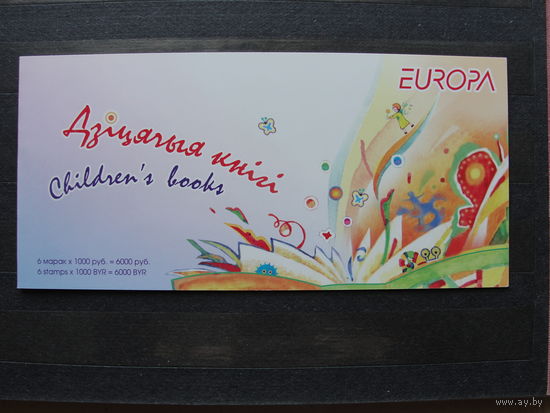 EUROPA
Дзіцячыя кнігі
Children's books
6 марак x 1000 руб. = 6000 руб.
6 stamps x 1000 BYR = 6000 BYR
© www.ay.by